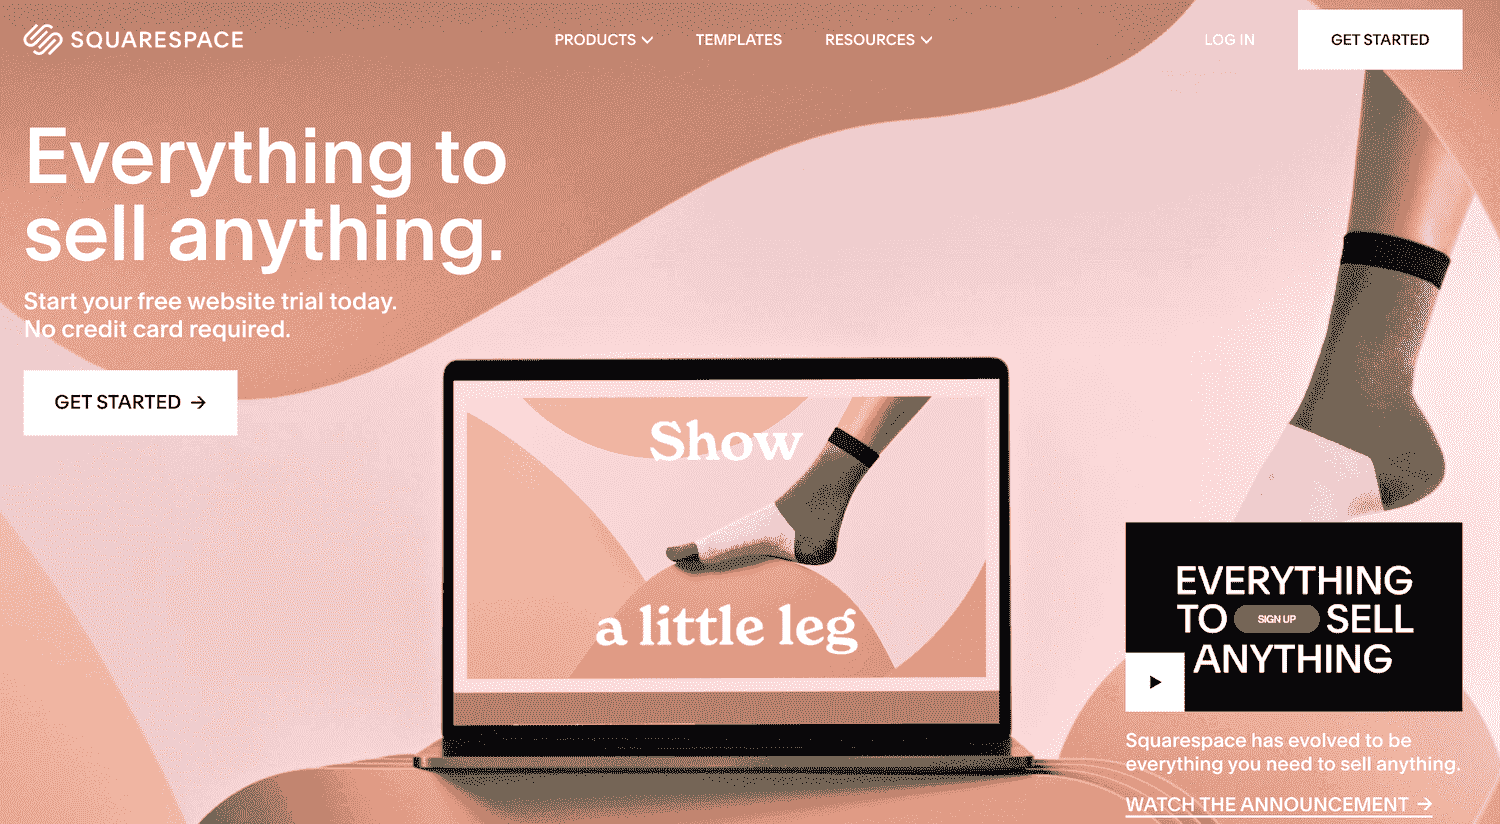 SQUARESPACE
PRODUCTS
TEMPLATES
RESOURCES
LOG IN
GET STARTED
Everything to
sell anything.
Start your free website trial today.
No credit card required.
GET STARTED →
Show
a little leg
EVERYTHING
TO SIGN UP SELL
ANYTHING
Squarespace has evolved to be
everything you need to sell anything.
WATCH THE ANNOUNCEMENT →